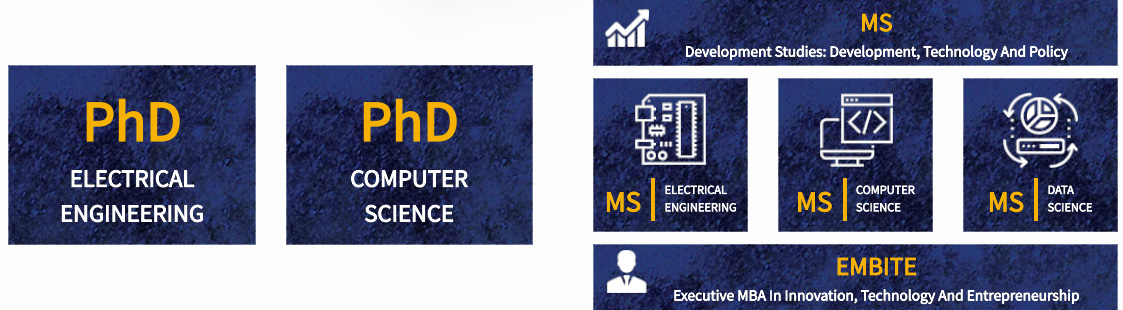 PhD
ELECTRICAL
ENGINEERING
PhD
COMPUTER
SCIENCE
MS
Development Studies: Development, Technology And Policy
MS
ELECTRICAL
ENGINEERING
MS
COMPUTER
SCIENCE
MS
DATA
SCIENCE
EMBITE
Executive MBA In Innovation, Technology And Entrepreneurship